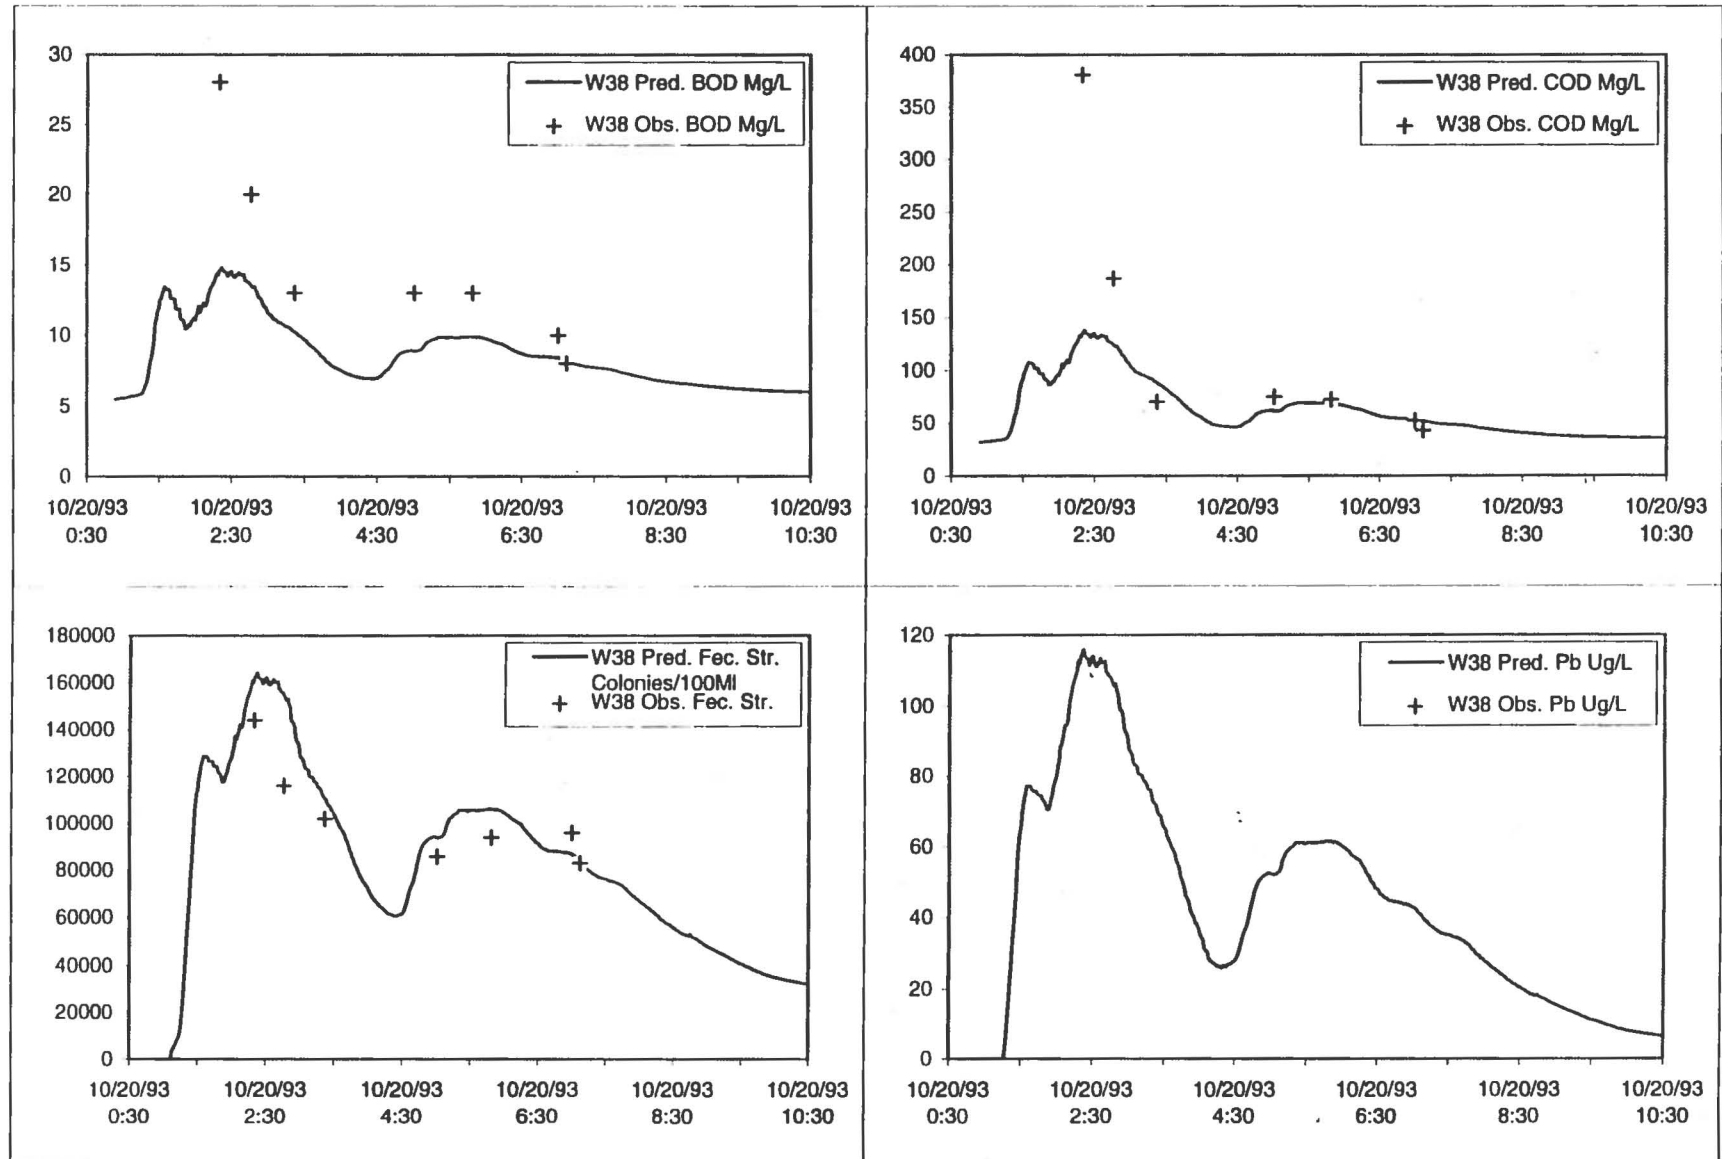 30
25
20
15
10
5
0
W38 Pred. BOD Mg/L
W38 Obs. BOD Mg/L
10/20/93 10/20/93 10/20/93 10/20/93 10/20/93 10/20/93
0:30 2:30 4:30 6:30 8:30 10:30
400
350
300
250
200
150
100
50
0
W38 Pred. COD Mg/L
W38 Obs. COD Mg/L
10/20/93 10/20/93 10/20/93 10/20/93 10/20/93 10/20/93
0:30 2:30 4:30 6:30 8:30 10:30
180000
160000
140000
120000
100000
80000
60000
40000
20000
0
W38 Pred. Fec. Str.
Colonies/100Ml
W38 Obs. Fec. Str.
10/20/93 10/20/93 10/20/93 10/20/93 10/20/93 10/20/93
0:30 2:30 4:30 6:30 8:30 10:30
120
100
80
60
40
20
0
W38 Pred. Pb Ug/L
W38 Obs. Pb Ug/L
10/20/93 10/20/93 10/20/93 10/20/93 10/20/93 10/20/93
0:30 2:30 4:30 6:30 8:30 10:30